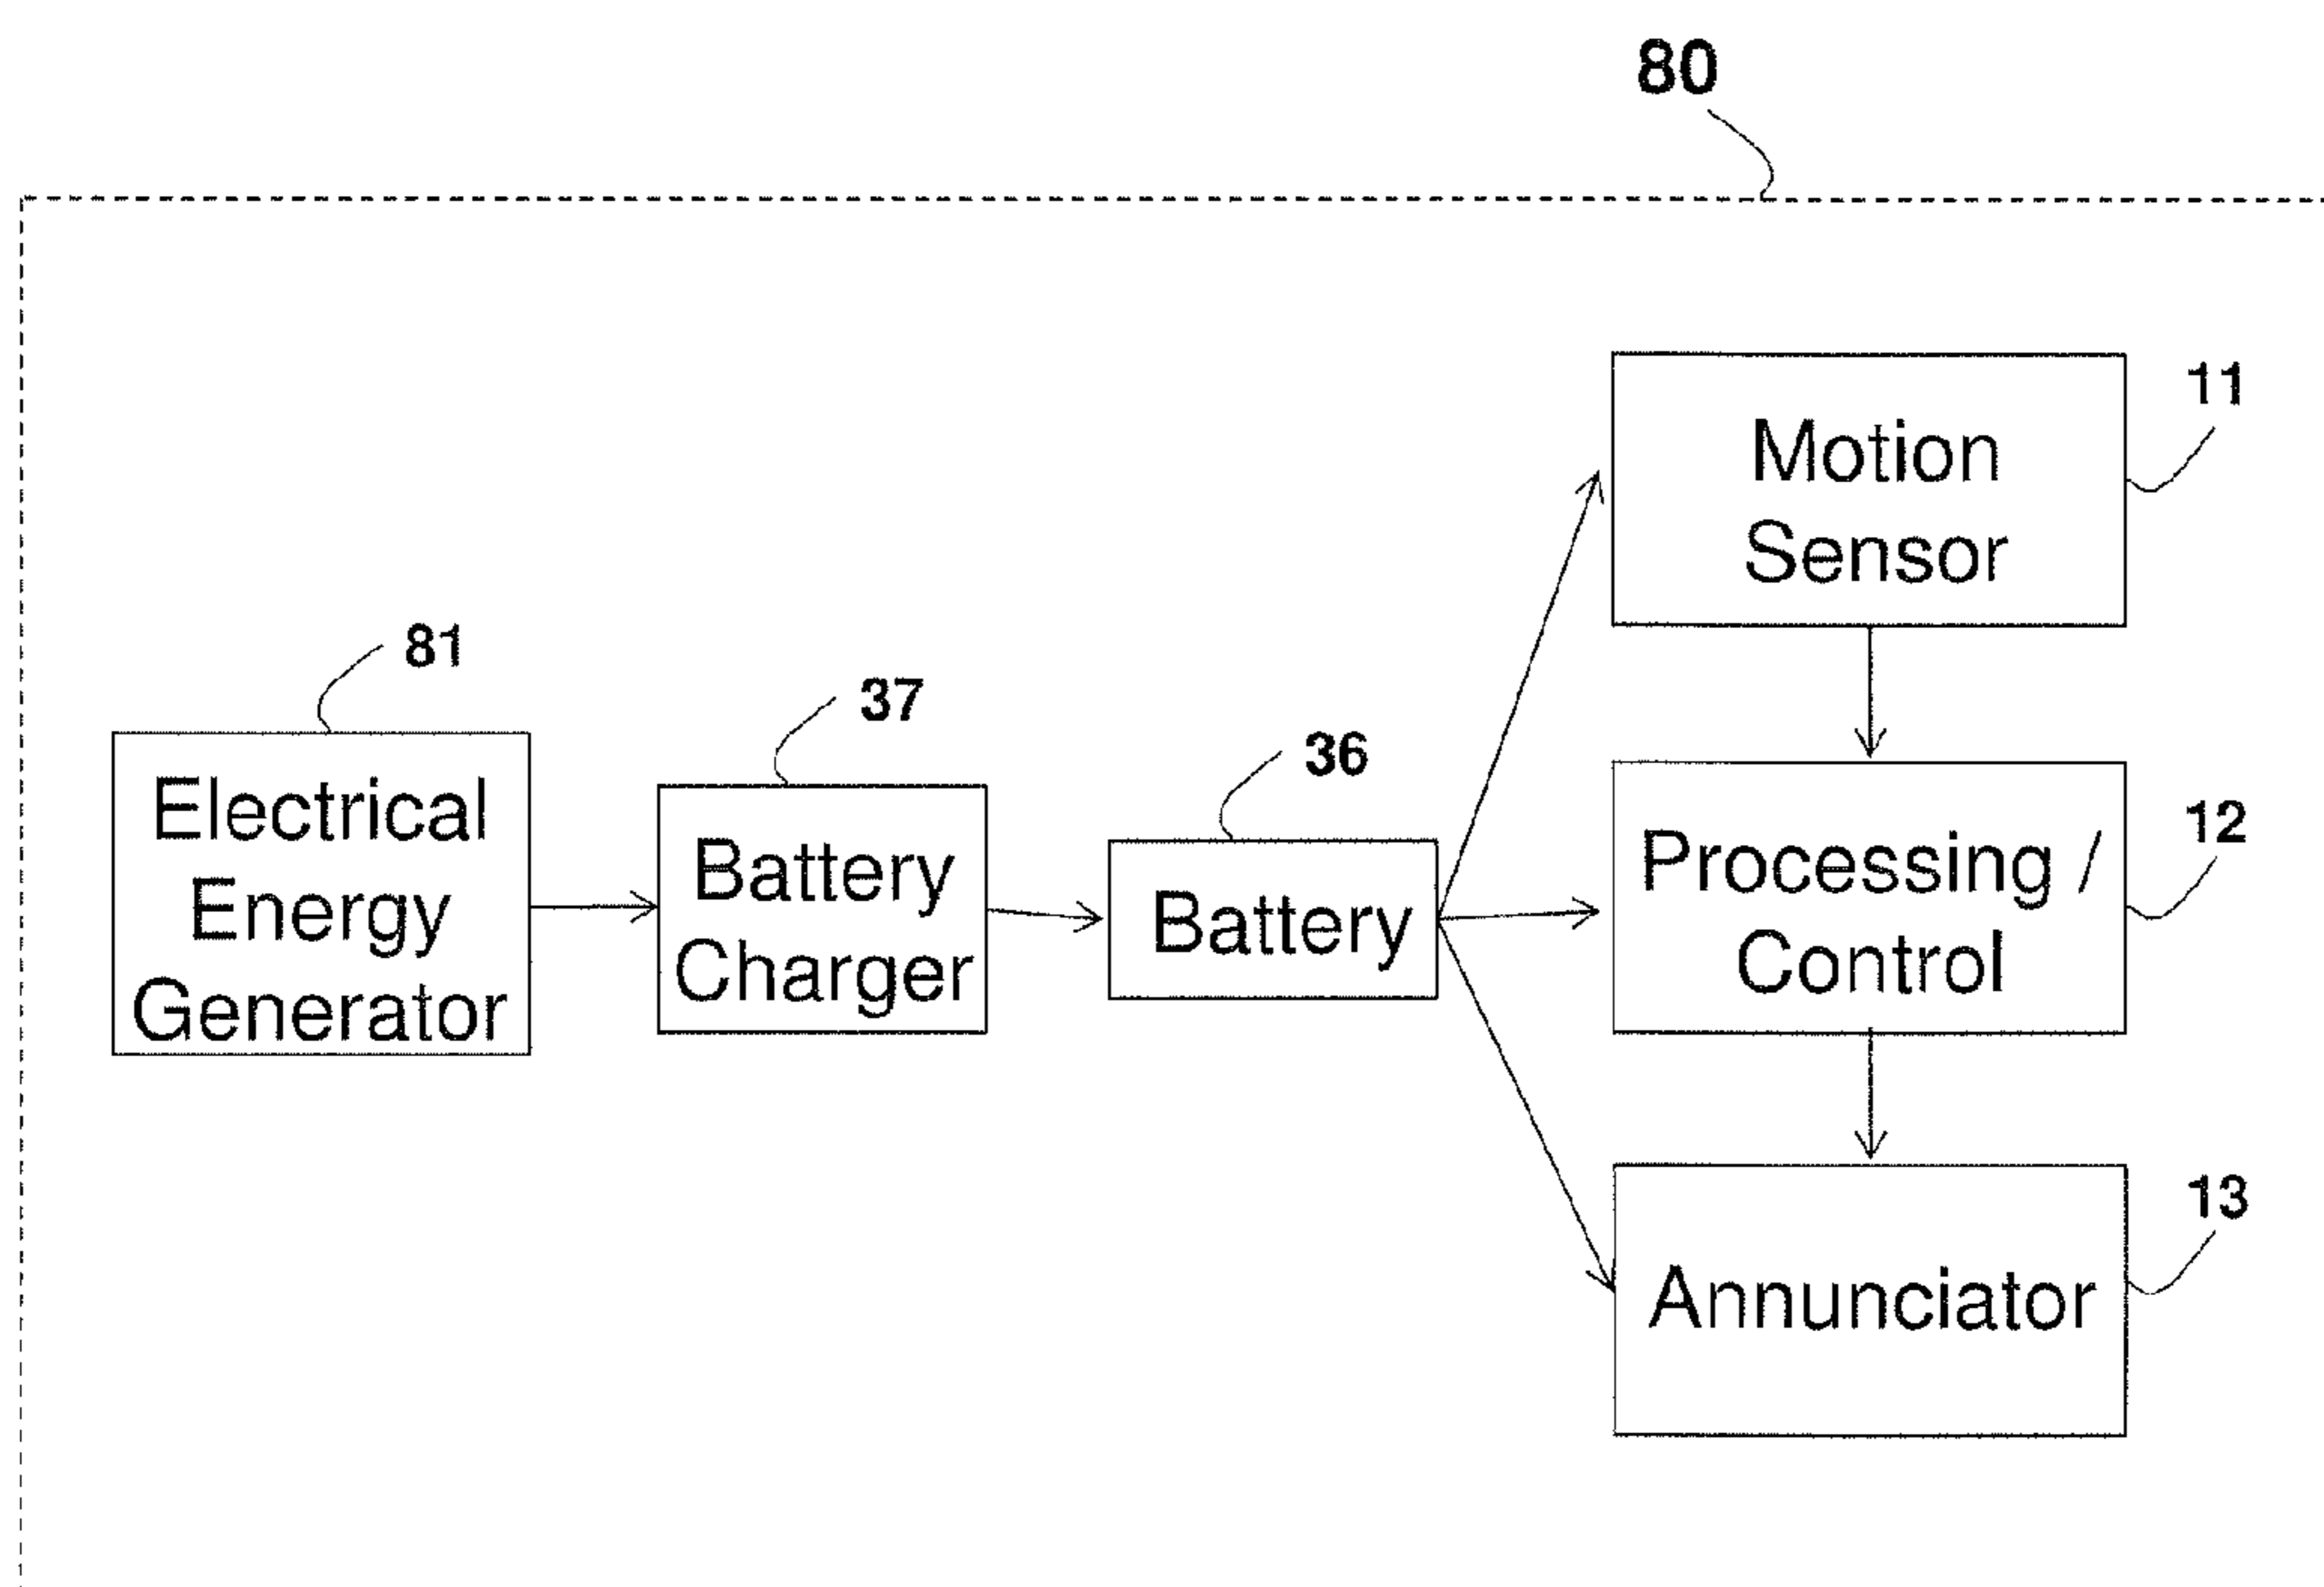 80
11
Motion
Sensor
81
Electrical
Energy
Generator
37
Battery
Charger
36
Battery
12
Processing /
Control
13
Annunciator